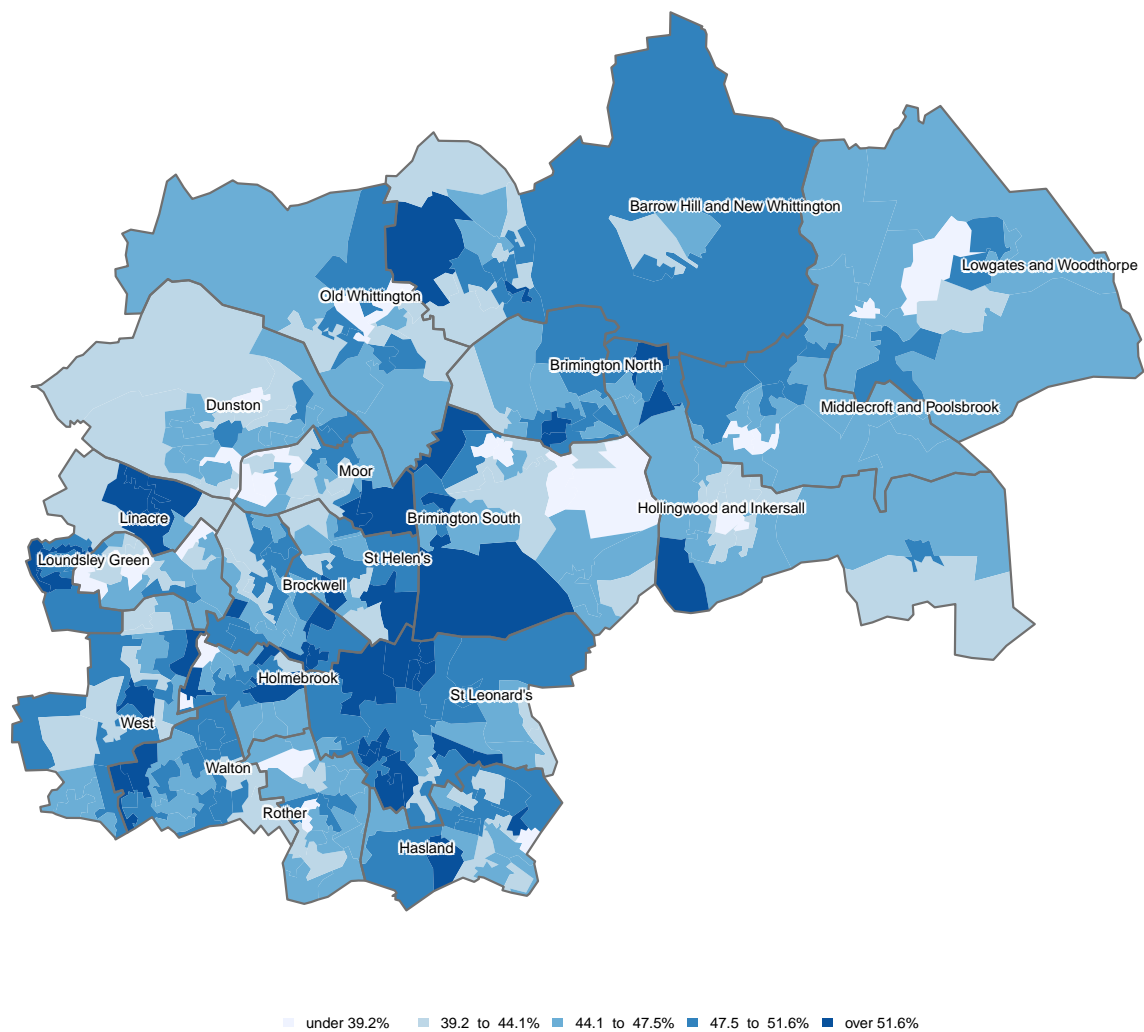 Barrow Hill and New Whittington
Lowgates and Woodthorpe
Old Whittington
Brimington North
Dunston
Middlecroft and Poolsbrook
Moor
Linacre
Brimington South
Hollingwood and Inkersall
Loundsley Green
St Helen's
Brockwell
Holmebrook
St Leonard's
West
Walton
Rother
Hasland
under 39.2% 39.2 to 44.1% 44.1 to 47.5% 47.5 to 51.6% over 51.6%